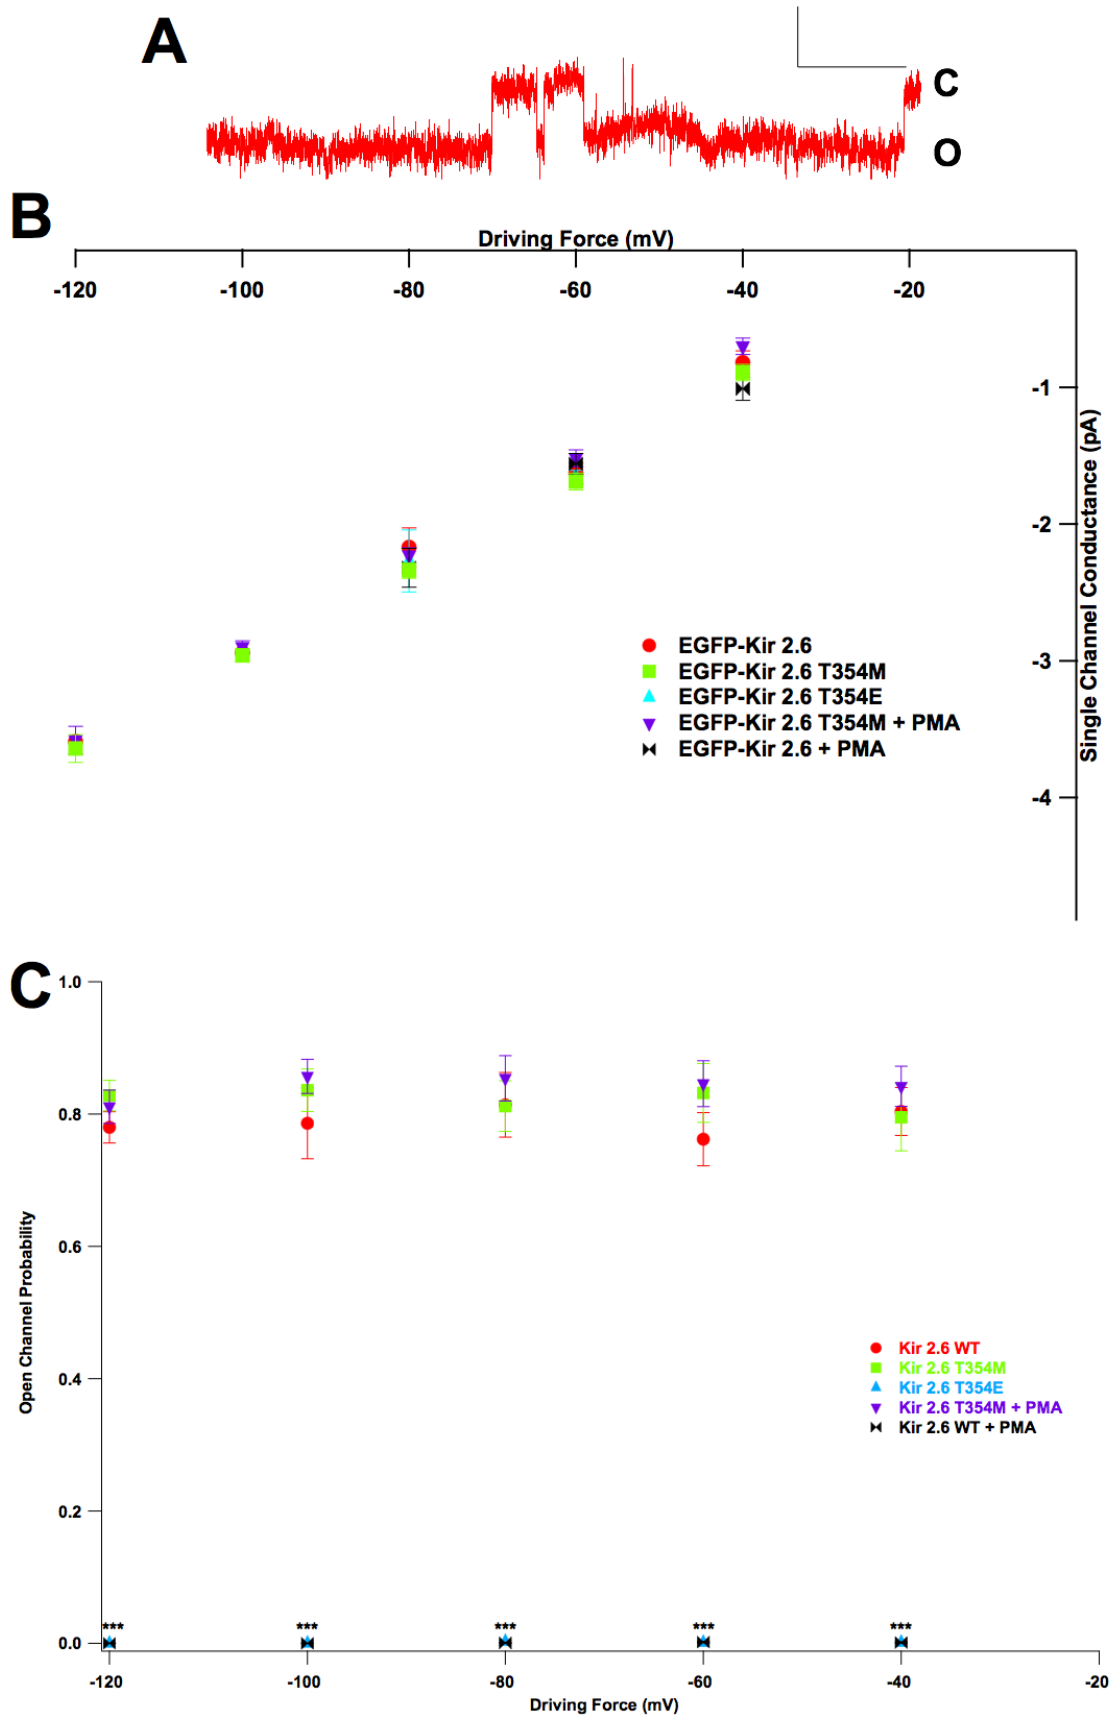 A
C
O
B
Driving Force (mV)
-120 -100 -80 -60 -40 -20
-1
-2
-3
-4
Single Channel Conductance (pA)
EGFP-Kir 2.6
EGFP-Kir 2.6 T354M
EGFP-Kir 2.6 T354E
EGFP-Kir 2.6 T354M + PMA
EGFP-Kir 2.6 + PMA
C
1.0
0.8
0.6
0.4
0.2
0.0
Open Channel Probability
Kir 2.6 WT
Kir 2.6 T354M
Kir 2.6 T354E
Kir 2.6 T354M + PMA
Kir 2.6 WT + PMA
*** *** *** *** ***
-120 -100 -80 -60 -40 -20
Driving Force (mV)